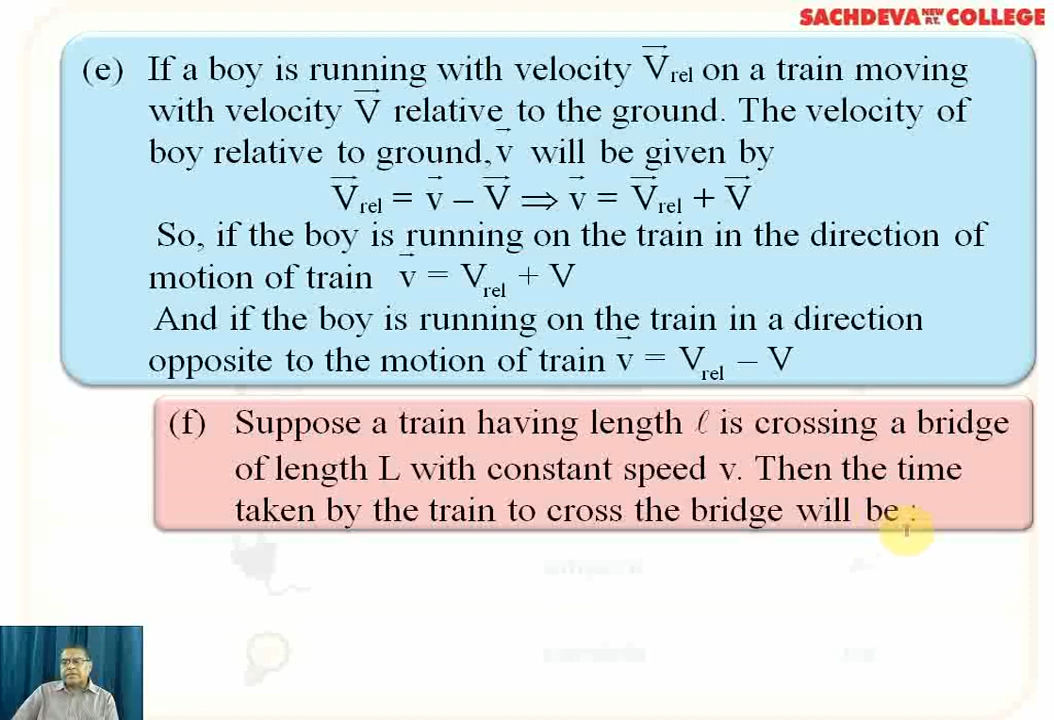 SACHDEVA NEW P.T. COLLEGE
(e) If a boy is running with velocity V⃗rel on a train moving
with velocity V⃗ relative to the ground. The velocity of
boy relative to ground, v⃗ will be given by
V⃗rel = v⃗ – V⃗ ⟹ v⃗ = V⃗rel + V⃗
So, if the boy is running on the train in the direction of
motion of train v⃗ = Vrel + V
And if the boy is running on the train in a direction
opposite to the motion of train v⃗ = Vrel – V
(f) Suppose a train having length ℓ is crossing a bridge
of length L with constant speed v. Then the time
taken by the train to cross the bridge will be :